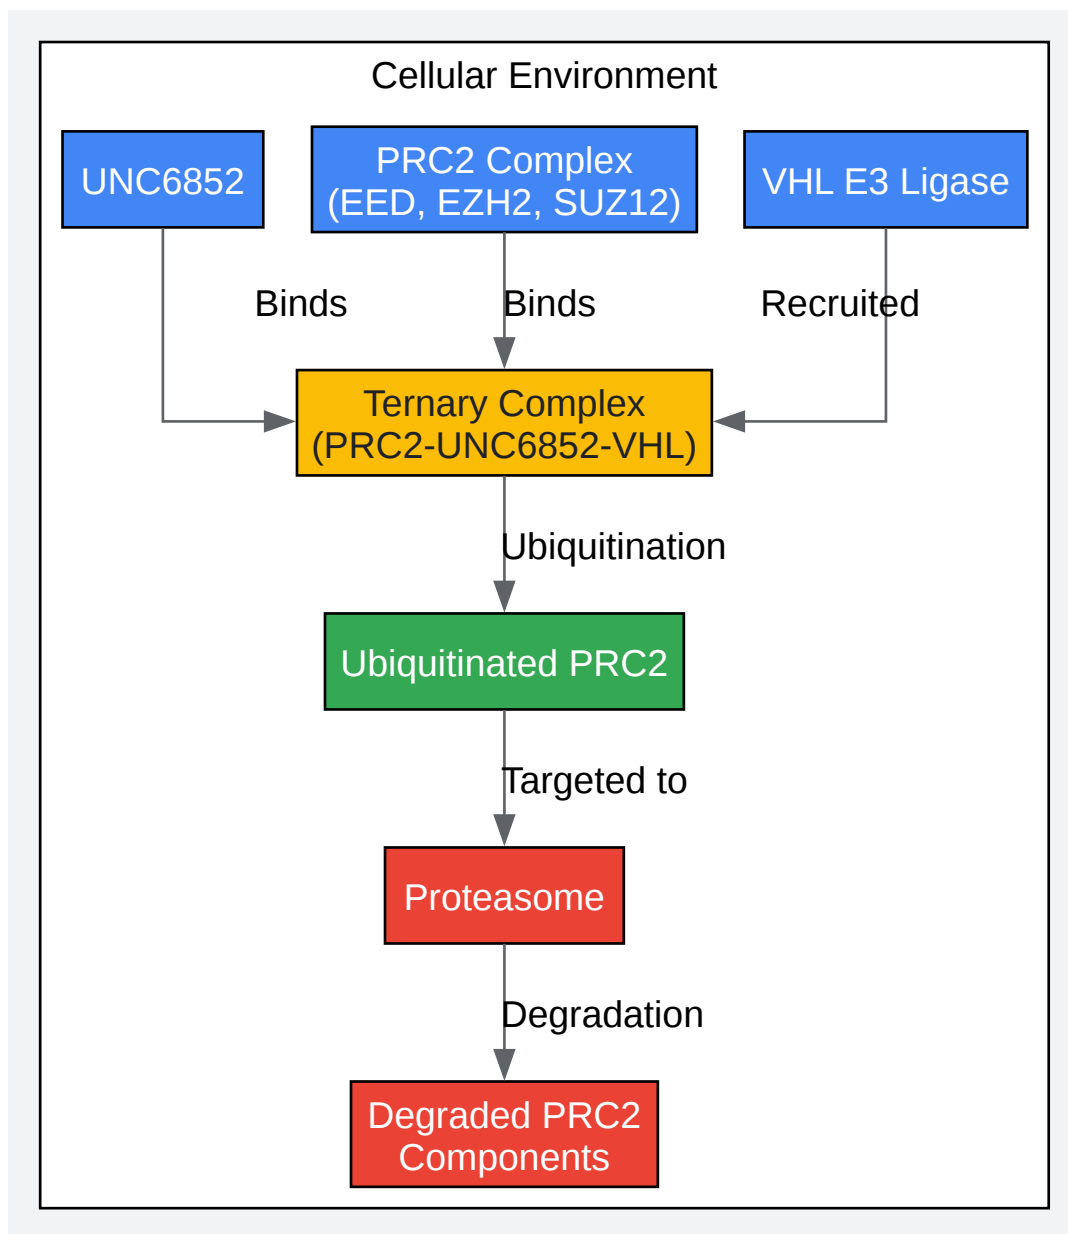 Cellular Environment
UNC6852
PRC2 Complex
(EED, EZH2, SUZ12)
VHL E3 Ligase
Binds
Binds
Recruited
Ternary Complex
(PRC2-UNC6852-VHL)
Ubiquitination
Ubiquitinated PRC2
Targeted to
Proteasome
Degradation
Degraded PRC2
Components